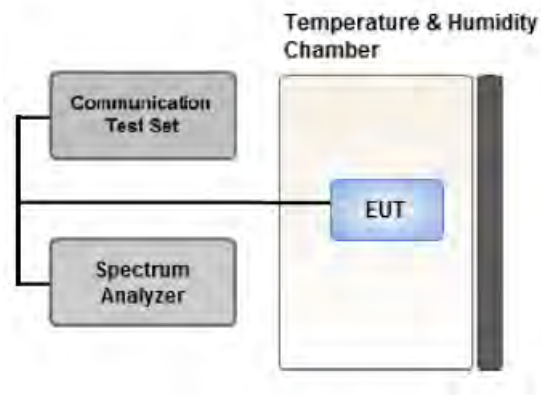 Temperature & Humidity
Chamber
Communication
Test Set
EUT
Spectrum
Analyzer